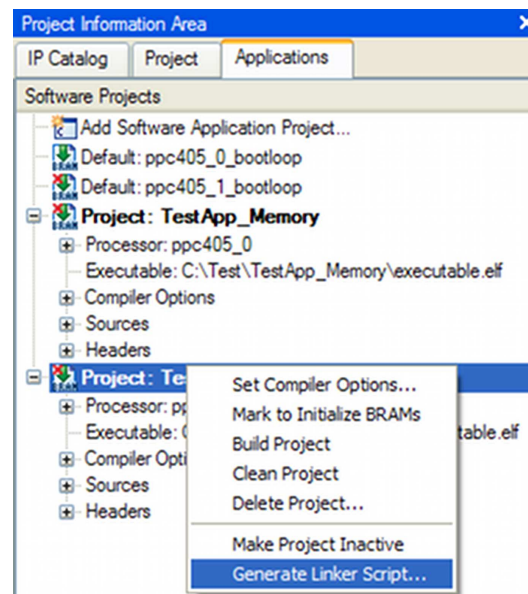 Project Information Area
IP Catalog Project Applications
Software Projects
Add Software Application Project...
Default: ppc405_0_bootloop
Default: ppc405_1_bootloop
Project: TestApp_Memory
Processor: ppc405_0
Executable: C:\Test\TestApp_Memory\executable.elf
Compiler Options
Sources
Headers
Project: Te
Processor: pp
Executable: C table.elf
Compiler Opti
Sources
Headers
Set Compiler Options...
Mark to Initialize BRAMs
Build Project
Clean Project
Delete Project...
Make Project Inactive
Generate Linker Script...